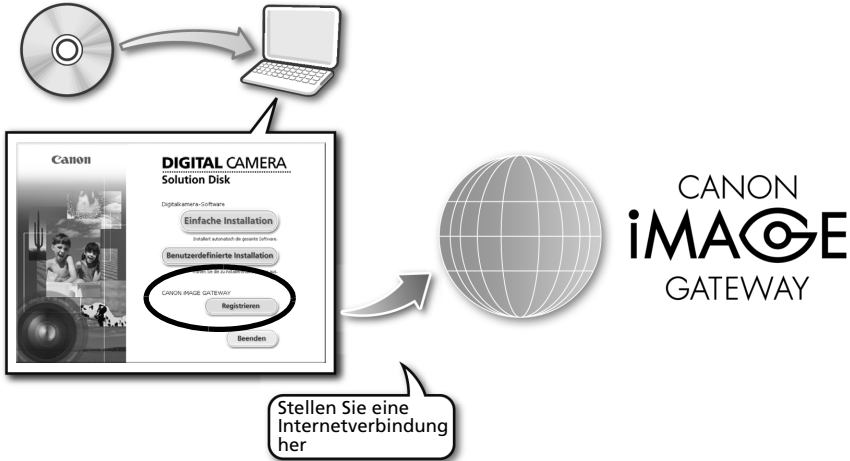 Canon
DIGITAL CAMERA
Solution Disk
Digitalkamera-Software
Einfache Installation
Installiert automatisch die gesamte Software.
Benutzerdefinierte Installation
CANON iMAGE GATEWAY
Registrieren
Beenden
Stellen Sie eine
Internetverbindung
her
CANON
iMAGE
GATEWAY